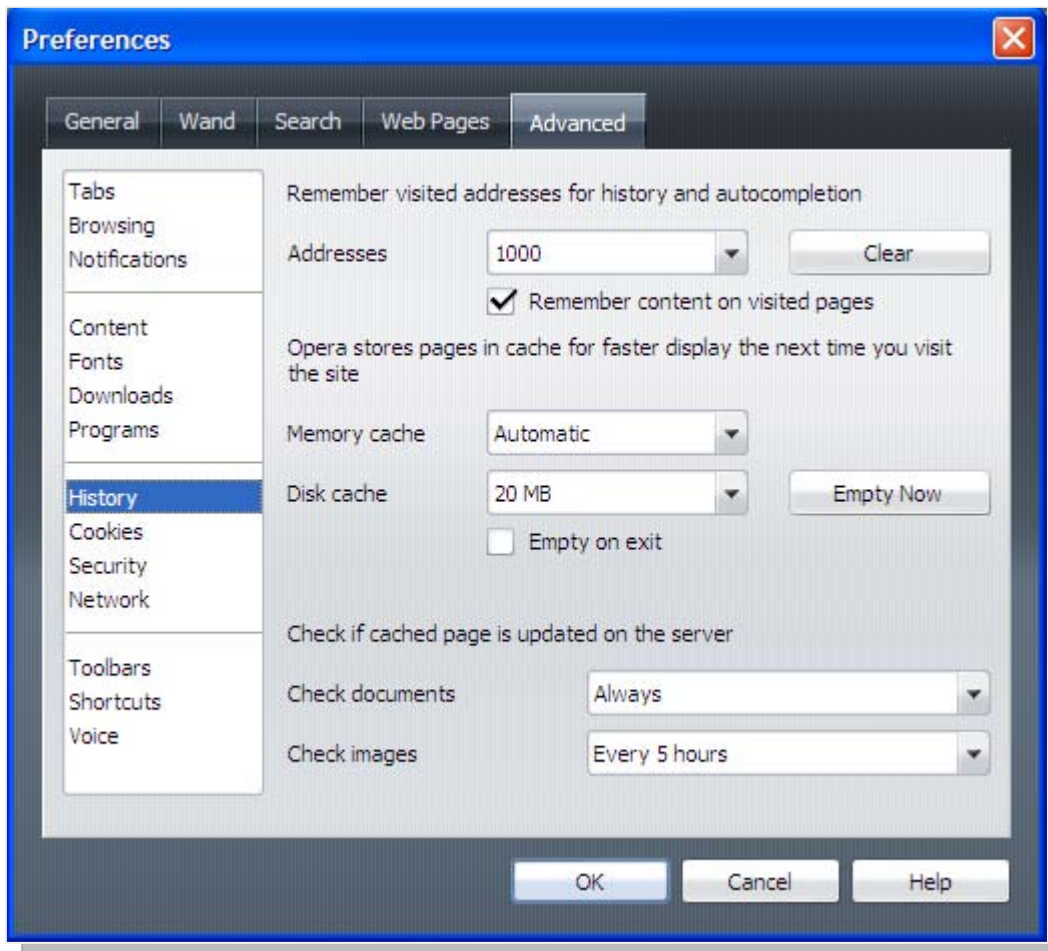 Preferences
General Wand Search Web Pages Advanced
Tabs
Browsing
Notifications
Content
Fonts
Downloads
Programs
History
Cookies
Security
Network
Toolbars
Shortcuts
Voice
Remember visited addresses for history and autocompletion
Addresses 1000 Clear
Remember content on visited pages
Opera stores pages in cache for faster display the next time you visit
the site
Memory cache Automatic
Disk cache 20 MB Empty Now
Empty on exit
Check if cached page is updated on the server
Check documents Always
Check images Every 5 hours
OK Cancel Help